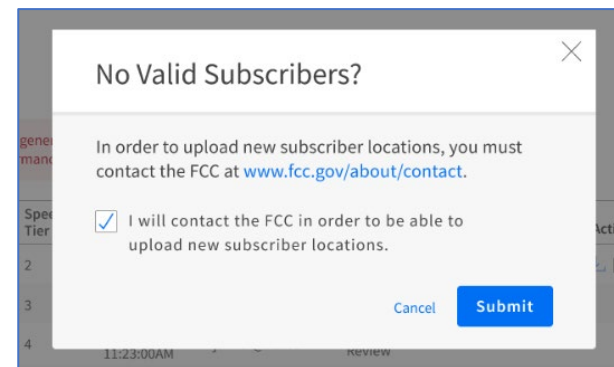 No Valid Subscribers?
In order to upload new subscriber locations, you must
contact the FCC at www.fcc.gov/about/contact.
I will contact the FCC in order to be able to
upload new subscriber locations.
Cancel
Submit
Tier
2
3
4
11:23:00AM
Review